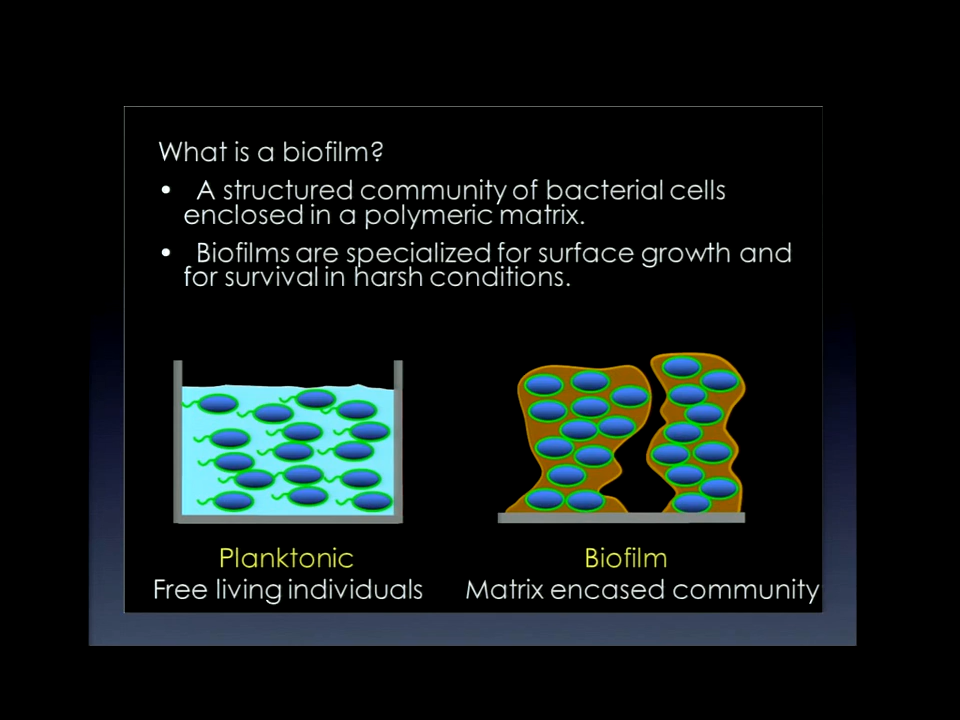 What is a biofilm?
• A structured community of bacterial cells
enclosed in a polymeric matrix.
• Biofilms are specialized for surface growth and
for survival in harsh conditions.
Planktonic
Free living individuals
Biofilm
Matrix encased community